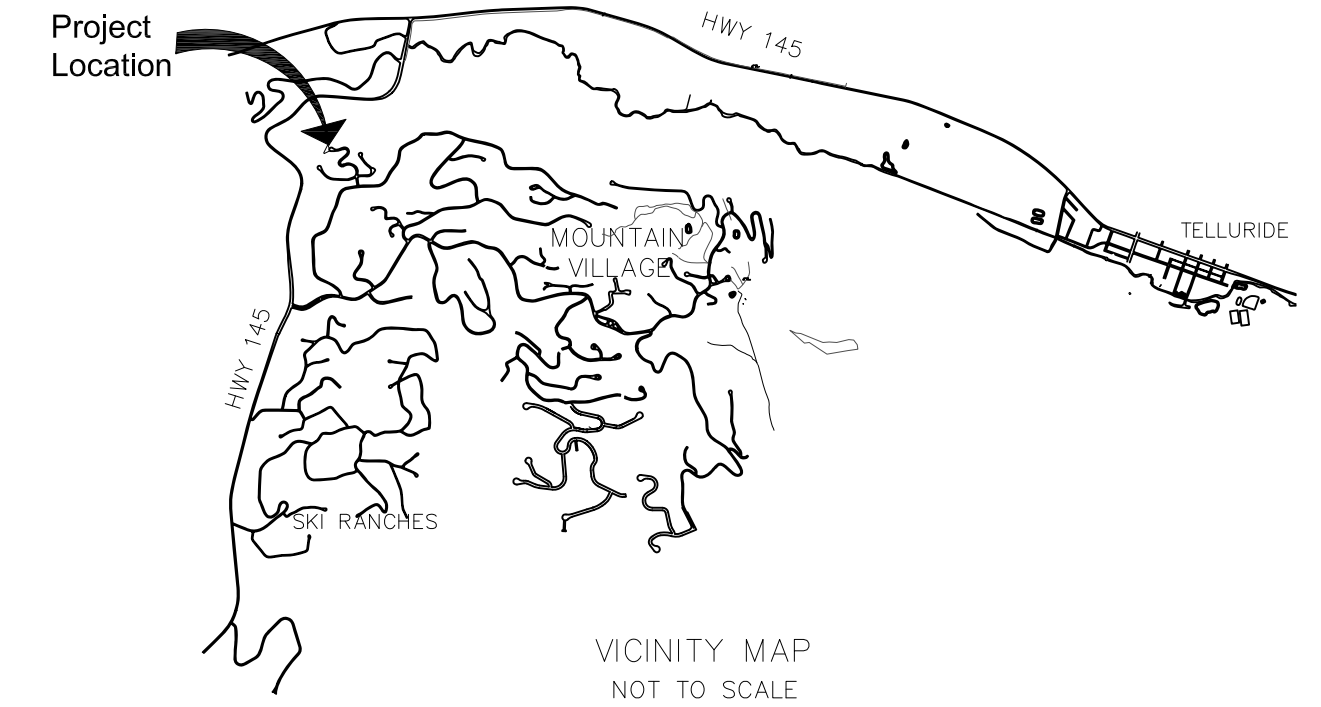 Project
Location
HWY 145
TELLURIDE
MOUNTAIN
VILLAGE
HWY 145
SKI RANCHES
VICINITY MAP
NOT TO SCALE